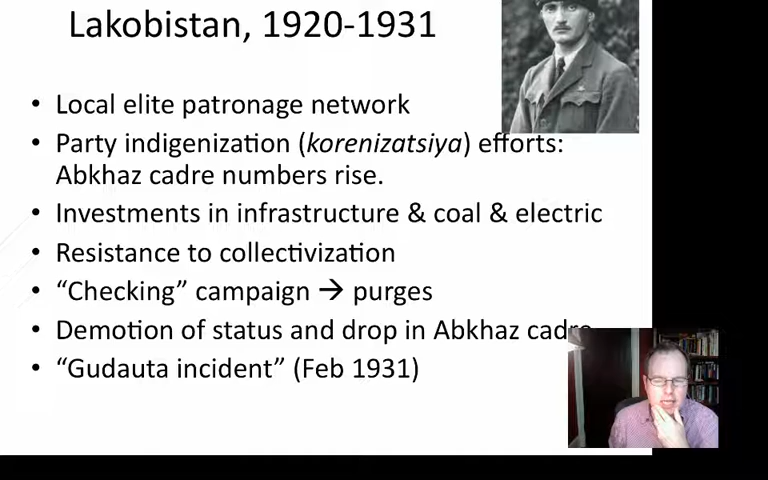 Lakobistan, 1920-1931
• Local elite patronage network
• Party indigenization (korenizatsiya) efforts:
Abkhaz cadre numbers rise.
• Investments in infrastructure & coal & electric
• Resistance to collectivization
• “Checking” campaign → purges
• Demotion of status and drop in Abkhaz cadre
• “Gudauta incident” (Feb 1931)